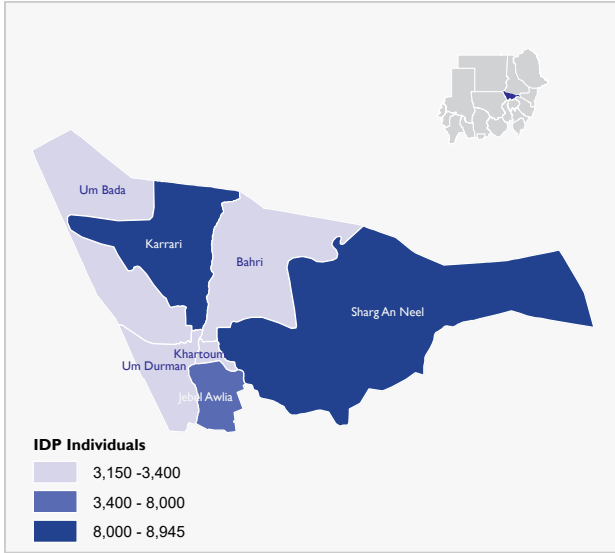 Um Bada
Karrari
Bahri
Sharg An Neel
Khartoum
Um Durman
Jebel Awlia
IDP Individuals
3,150 -3,400
3,400 - 8,000
8,000 - 8,945